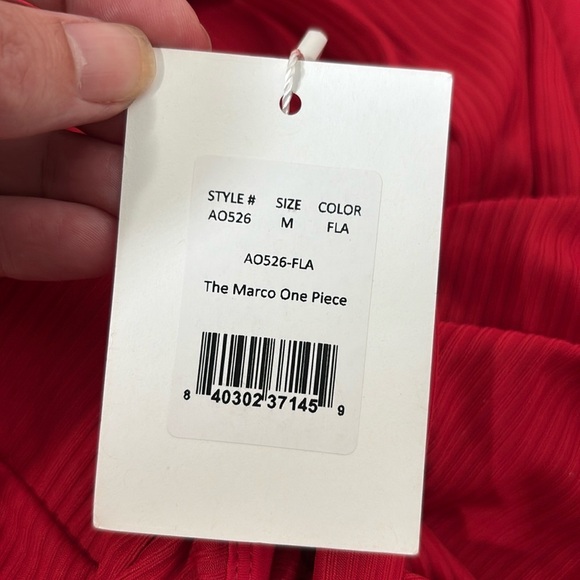 STYLE # SIZE COLOR
AO526 M FLA
AO526-FLA
The Marco One Piece
8 40302 37145 9